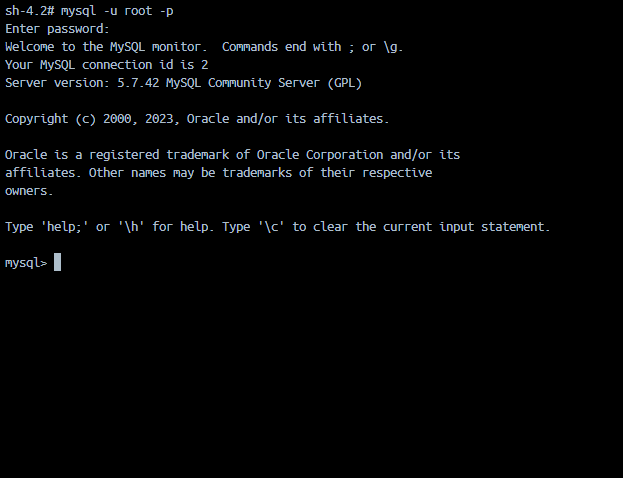 sh-4.2# mysql -u root -p
Enter password:
Welcome to the MySQL monitor.  Commands end with ; or \g.
Your MySQL connection id is 2
Server version: 5.7.42 MySQL Community Server (GPL)
Copyright (c) 2000, 2023, Oracle and/or its affiliates.
Oracle is a registered trademark of Oracle Corporation and/or its
affiliates. Other names may be trademarks of their respective
owners.
Type 'help;' or '\h' for help. Type '\c' to clear the current input statement.
mysql>